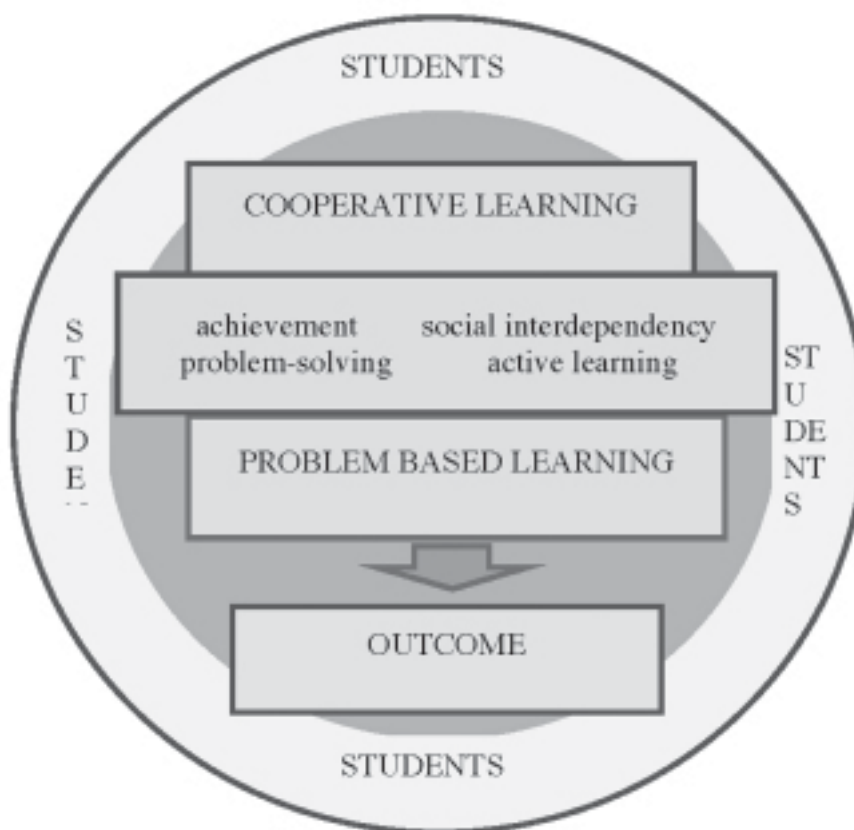 STUDENTS
COOPERATIVE LEARNING
achievement social interdependency
problem-solving active learning
S
T
U
D
E
ST
U
DE
NT
S
PROBLEM BASED LEARNING
OUTCOME
STUDENTS